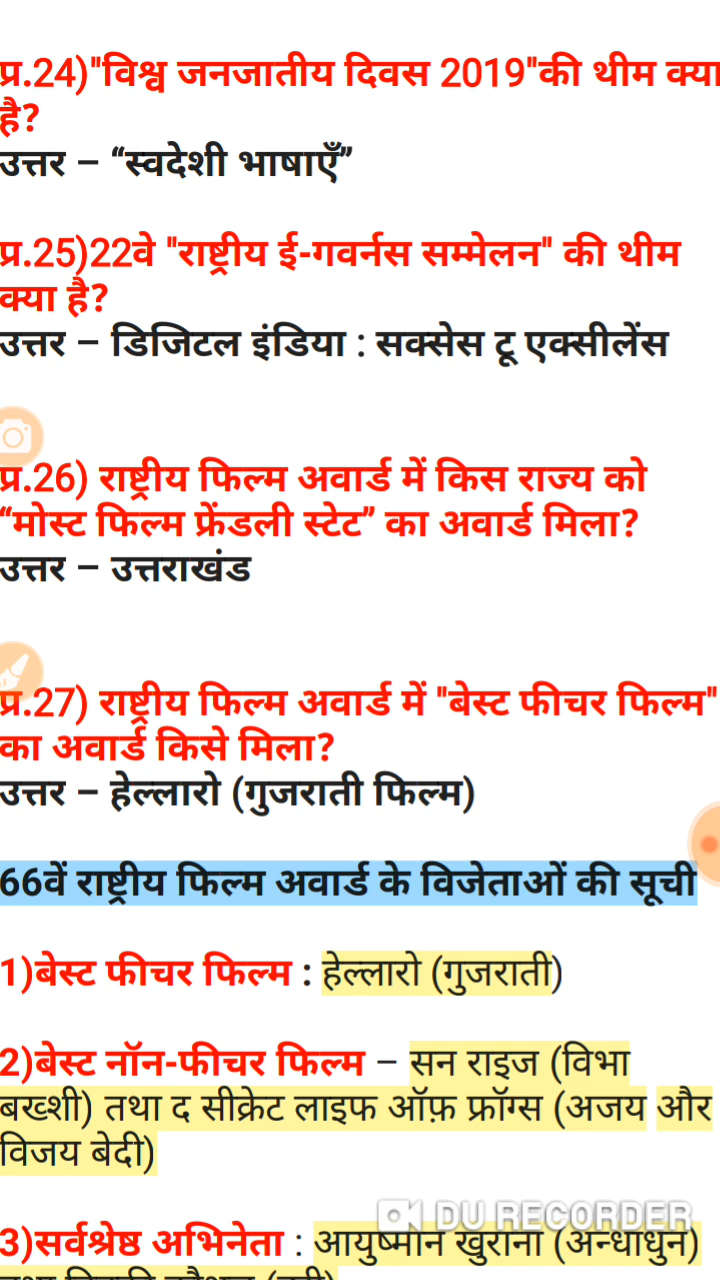 प्र.24)"विश्व जनजातीय दिवस 2019"की थीम क्या
है?
उत्तर – “स्वदेशी भाषाएँ”
प्र.25)22वे "राष्ट्रीय ई-गवर्नस सम्मेलन" की थीम
क्या है?
उत्तर – डिजिटल इंडिया : सक्सेस टू एक्सीलेंस
प्र.26) राष्ट्रीय फिल्म अवार्ड में किस राज्य को
“मोस्ट फिल्म फ्रेंडली स्टेट” का अवार्ड मिला?
उत्तर – उत्तराखंड
प्र.27) राष्ट्रीय फिल्म अवार्ड में "बेस्ट फीचर फिल्म"
का अवार्ड किसे मिला?
उत्तर – हेल्लारो (गुजराती फिल्म)
66वें राष्ट्रीय फिल्म अवार्ड के विजेताओं की सूची
1)बेस्ट फीचर फिल्म : हेल्लारो (गुजराती)
2)बेस्ट नॉन-फीचर फिल्म – सन राइज (विभा
बख्शी) तथा द सीक्रेट लाइफ ऑफ़ फ्रॉग्स (अजय और
विजय बेदी)
DU RECORDER
3)सर्वश्रेष्ठ अभिनेता : आयुष्मान खुराना (अन्धाधुन)